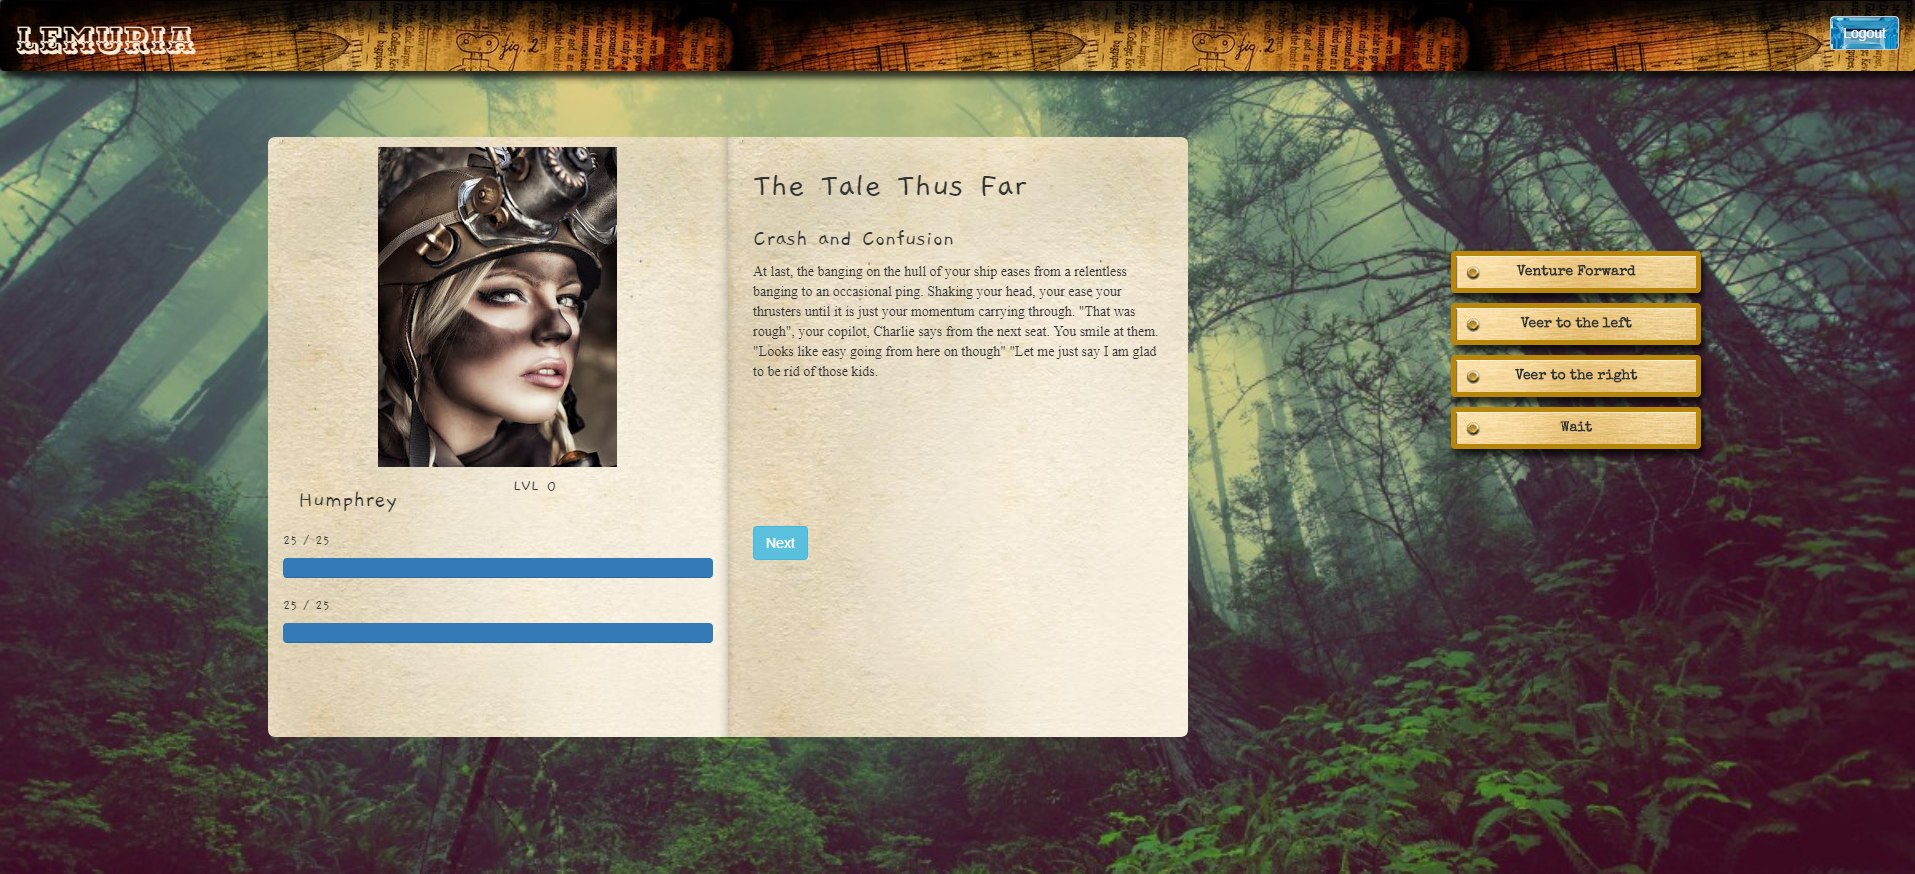 LEMURIA
fig. 2
fig. 2
Logout
LVL 0
Humphrey
25 / 25
25 / 25
The Tale Thus Far
Crash and Confusion
At last, the banging on the hull of your ship eases from a relentless
banging to an occasional ping. Shaking your head, your ease your
thrusters until it is just your momentum carrying through. "That was
rough", your copilot, Charlie says from the next seat. You smile at them.
"Looks like easy going from here on though" "Let me just say I am glad
to be rid of those kids.
Next
Venture Forward
Veer to the left
Veer to the right
Wait